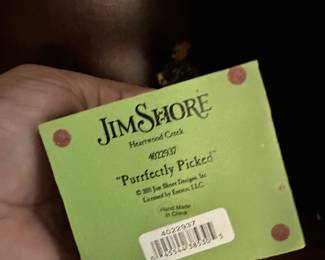 JIM SHORE
Heartwood Creek
4022937
"Purrfectly Picked"
© 2011 Jim Shore Designs, Inc.
Licensed by Enesco, LLC.
Hand Made
in China
4022937